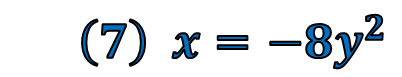 (7) x = −8y²